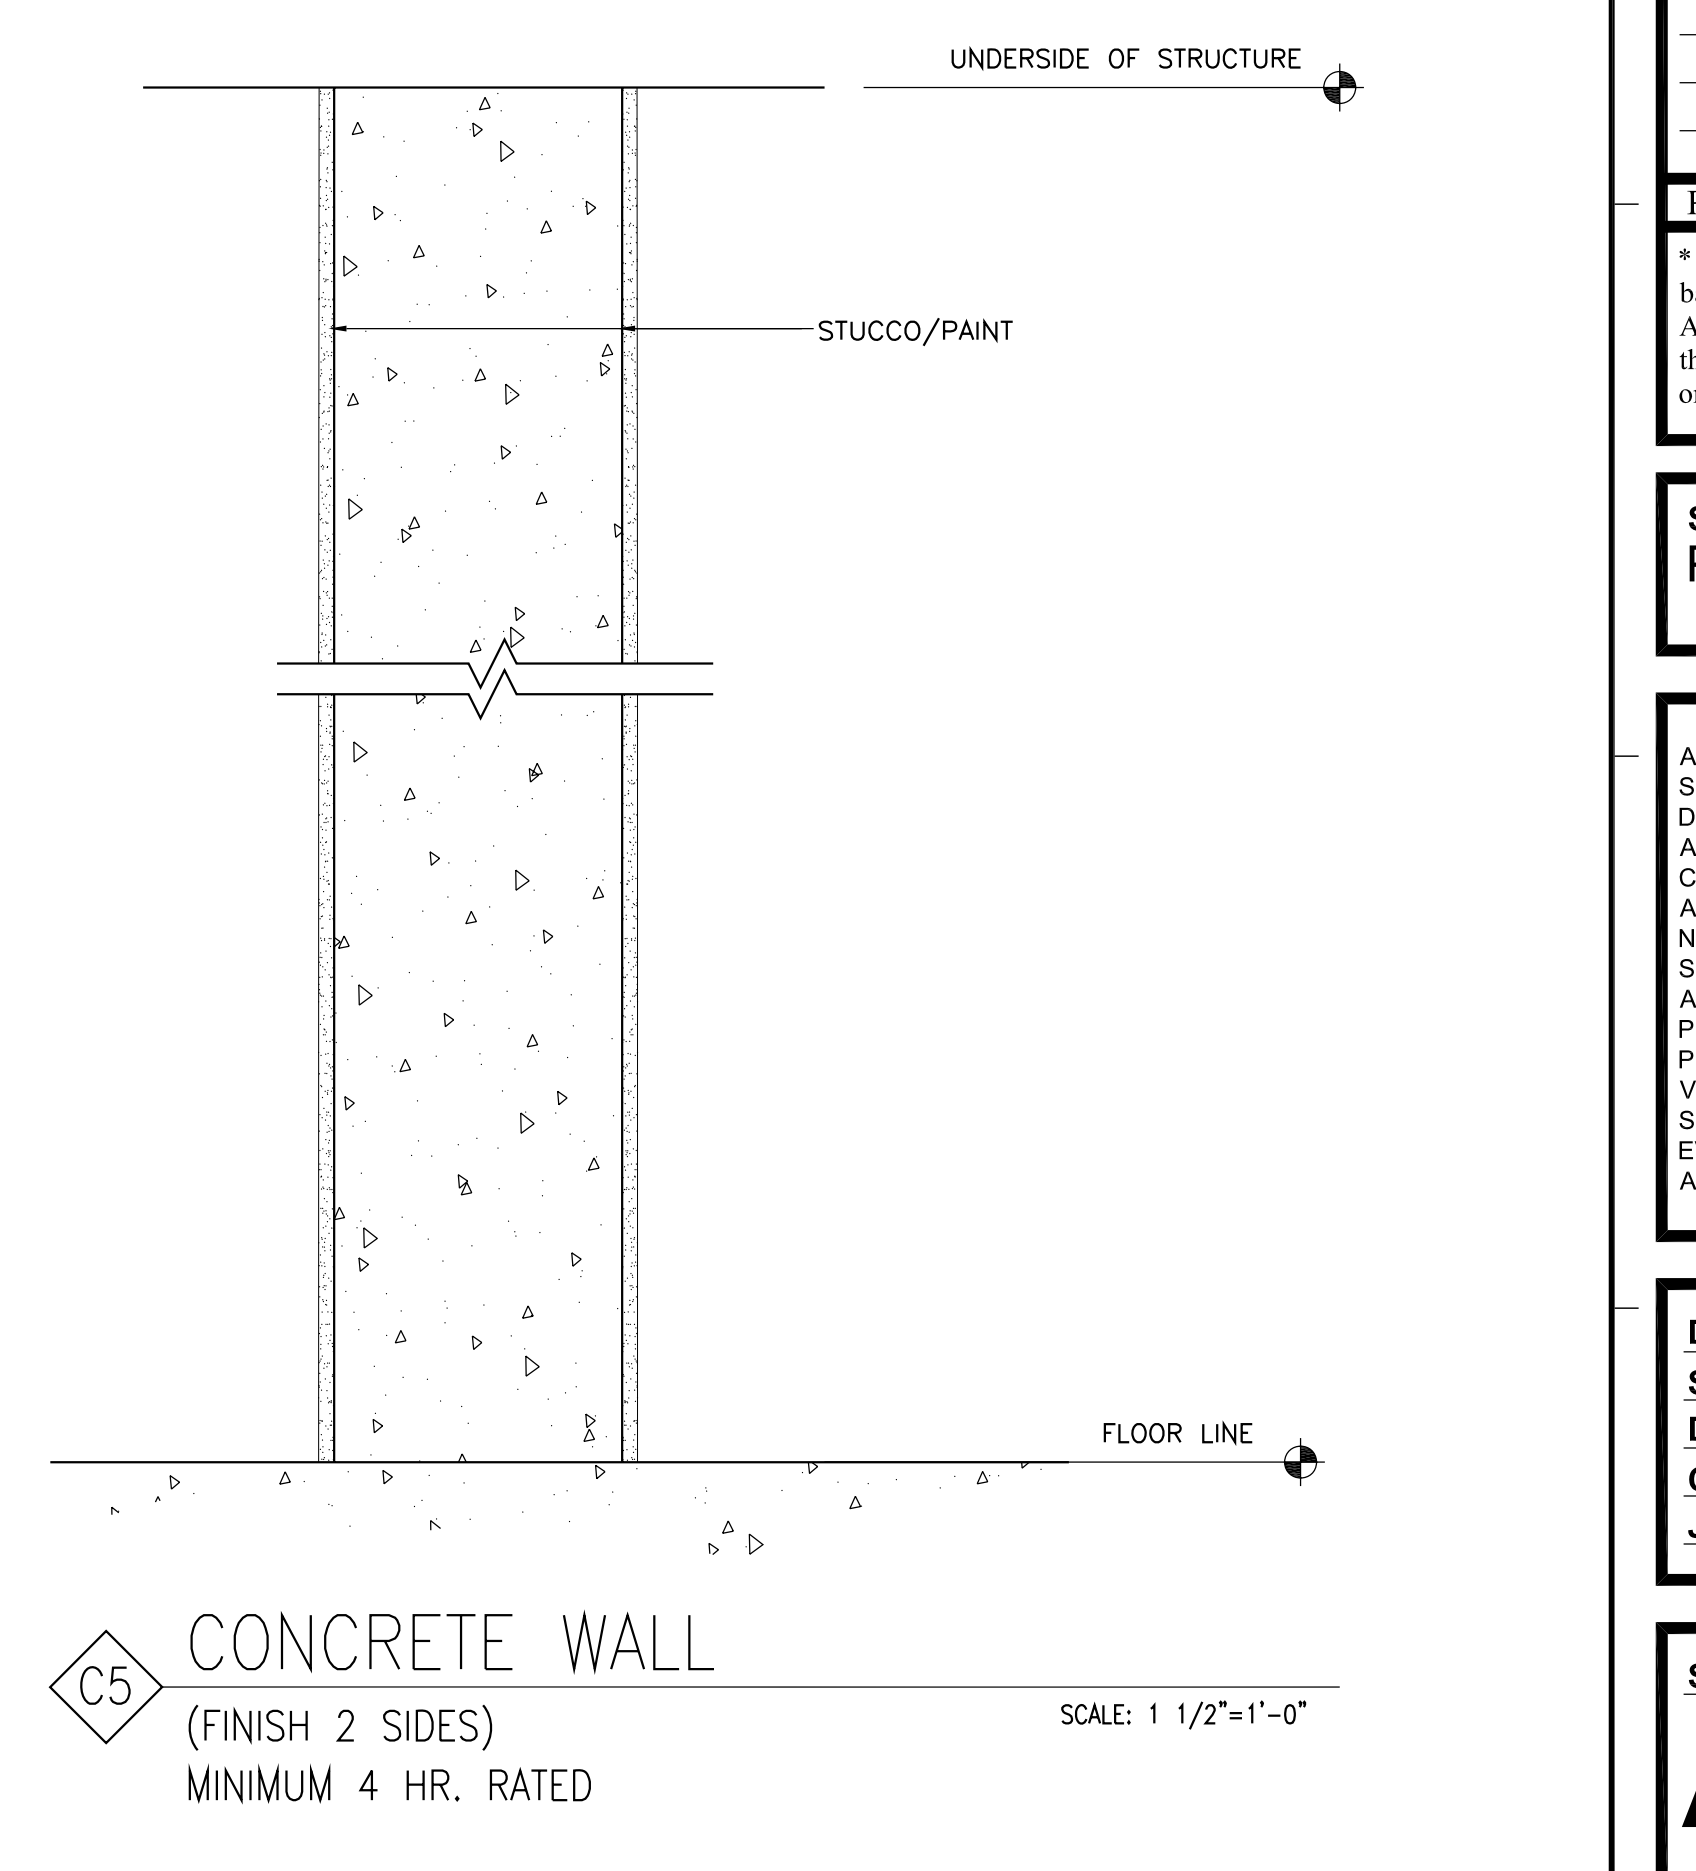 UNDERSIDE OF STRUCTURE
STUCCO/PAINT
FLOOR LINE
C5
CONCRETE WALL
(FINISH 2 SIDES)
SCALE: 1 1/2"=1'-0"
MINIMUM 4 HR. RATED
*
A
S
D
A
C
A
N
S
A
P
P
V
S
A